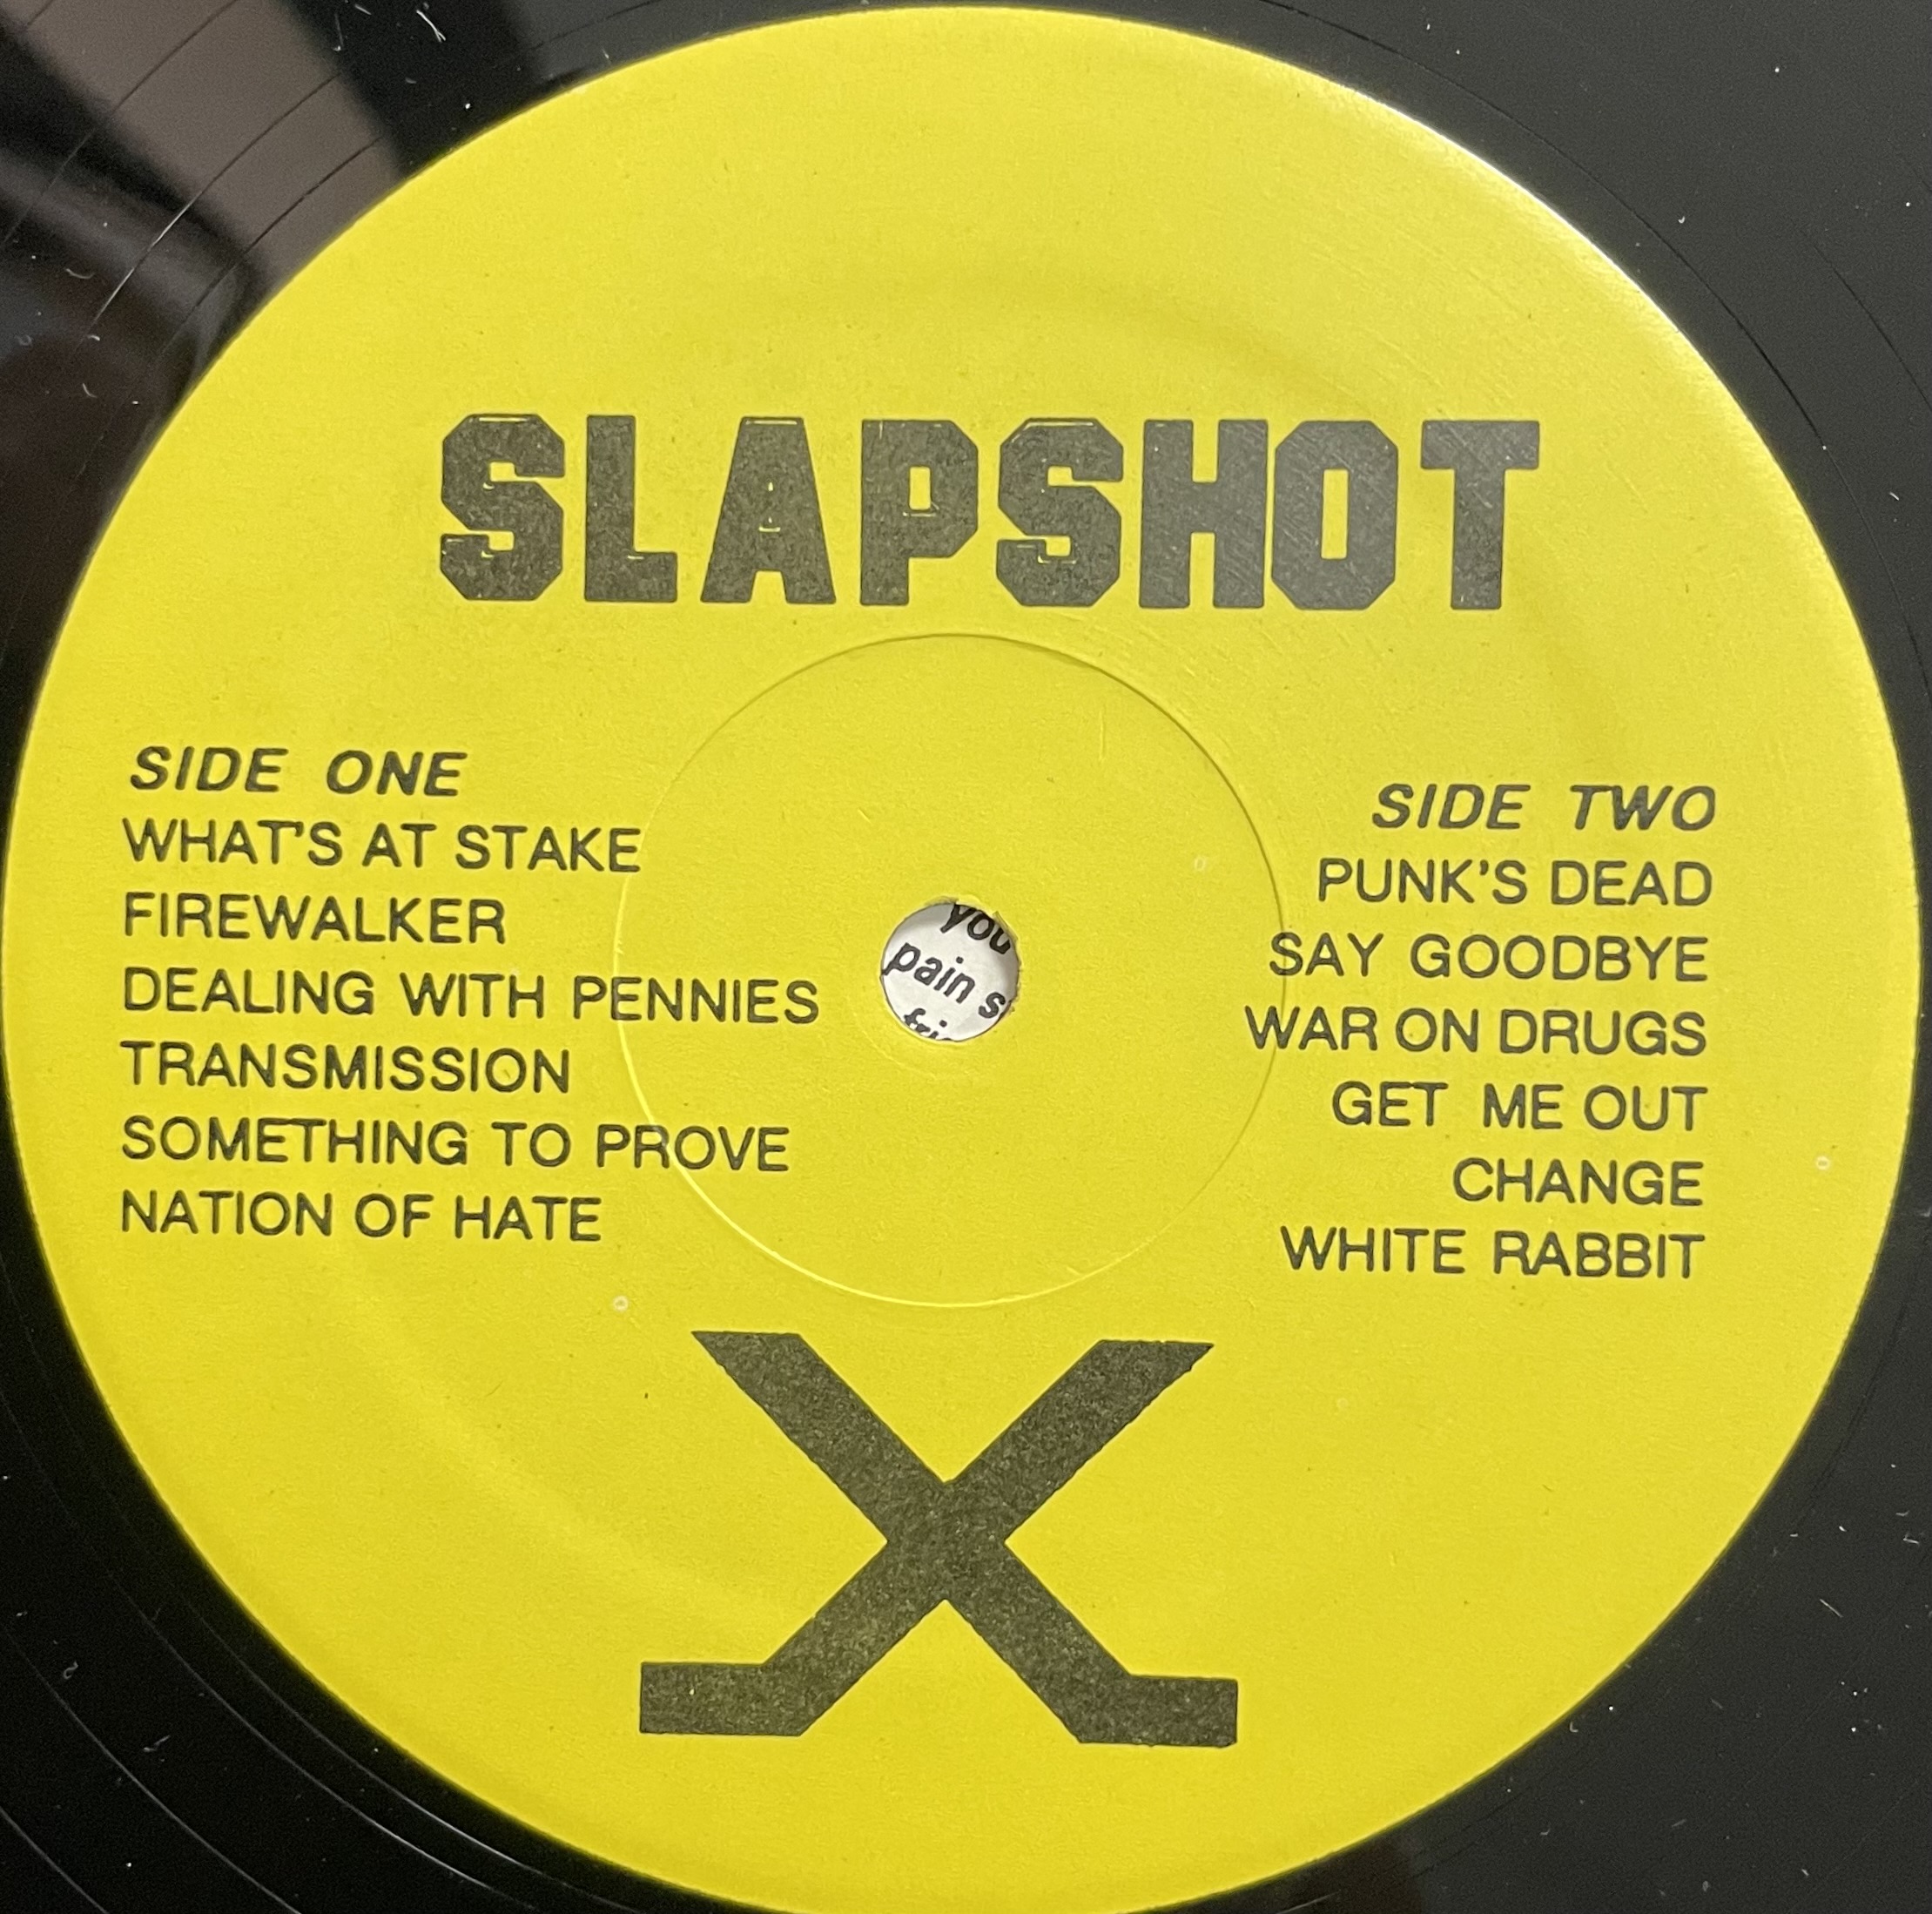 SLAPSHOT
SIDE ONE
WHAT'S AT STAKE
FIREWALKER
DEALING WITH PENNIES
TRANSMISSION
SOMETHING TO PROVE
NATION OF HATE
SIDE TWO
PUNK'S DEAD
SAY GOODBYE
WAR ON DRUGS
GET ME OUT
CHANGE
WHITE RABBIT
you
pain